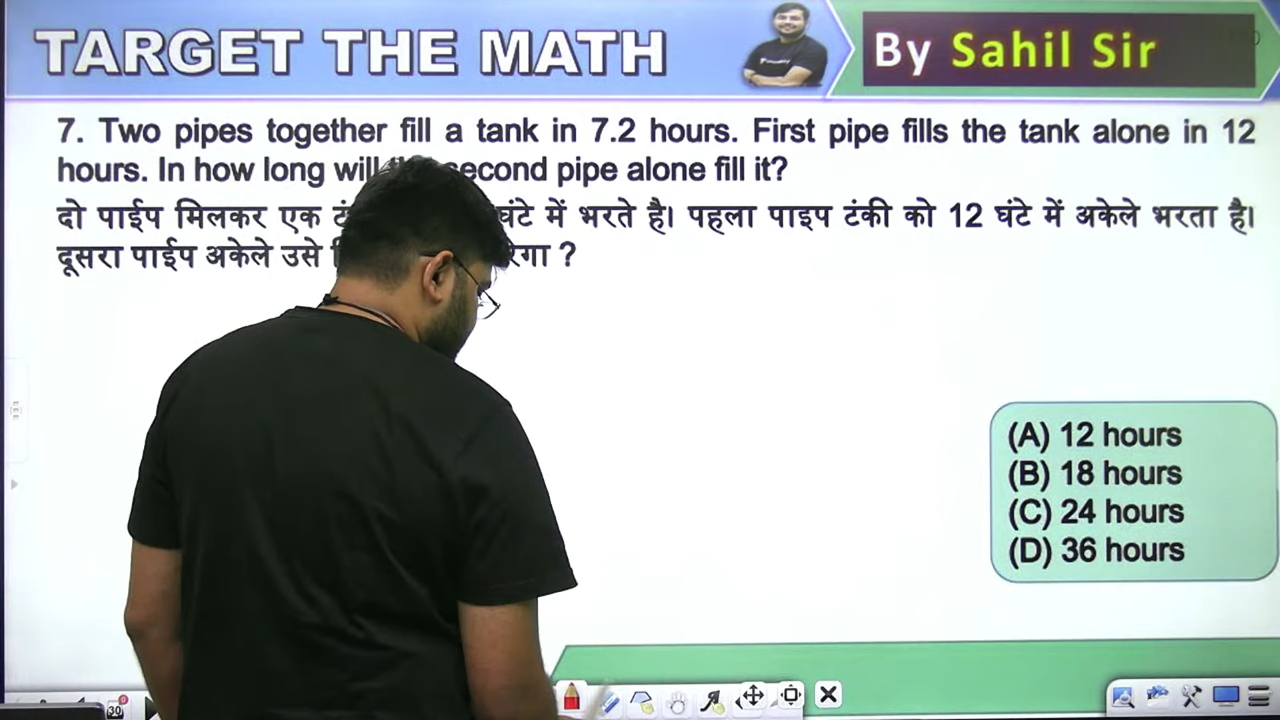 TARGET THE MATH
By Sahil Sir
7. Two pipes together fill a tank in 7.2 hours. First pipe fills the tank alone in 12
hours. In how long will second pipe alone fill it?
दो पाईप मिलकर एक घंटे में भरते है। पहला पाइप टंकी को 12 घंटे में अकेले भरता है।
दूसरा पाईप अकेले उसे ?
(A) 12 hours
(B) 18 hours
(C) 24 hours
(D) 36 hours
30